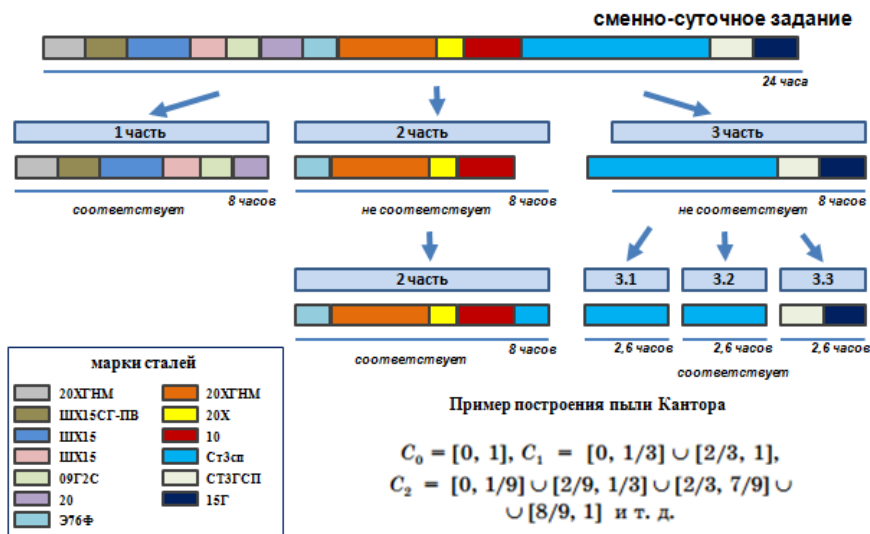 сменно-суточное задание
24 часа
1 часть
2 часть
3 часть
соответствует
8 часов
не соответствует
8 часов
не соответствует
8 часов
2 часть
3.1
3.2
3.3
соответствует
8 часов
2,6 часов
2,6 часов
2,6 часов
соответствует
марки сталей
20ХГНМ
20ХГНМ
ШХ15СГ-ПВ
20Х
ШХ15
10
ШХ15
Ст3сп
09Г2С
СТ3ГСП
20
15Г
Э76Ф
Пример построения пыли Кантора
C₀ = [0, 1], C₁ = [0, 1/3] ∪ [2/3, 1],
C₂ = [0, 1/9] ∪ [2/9, 1/3] ∪ [2/3, 7/9] ∪
∪ [8/9, 1] и т. д.